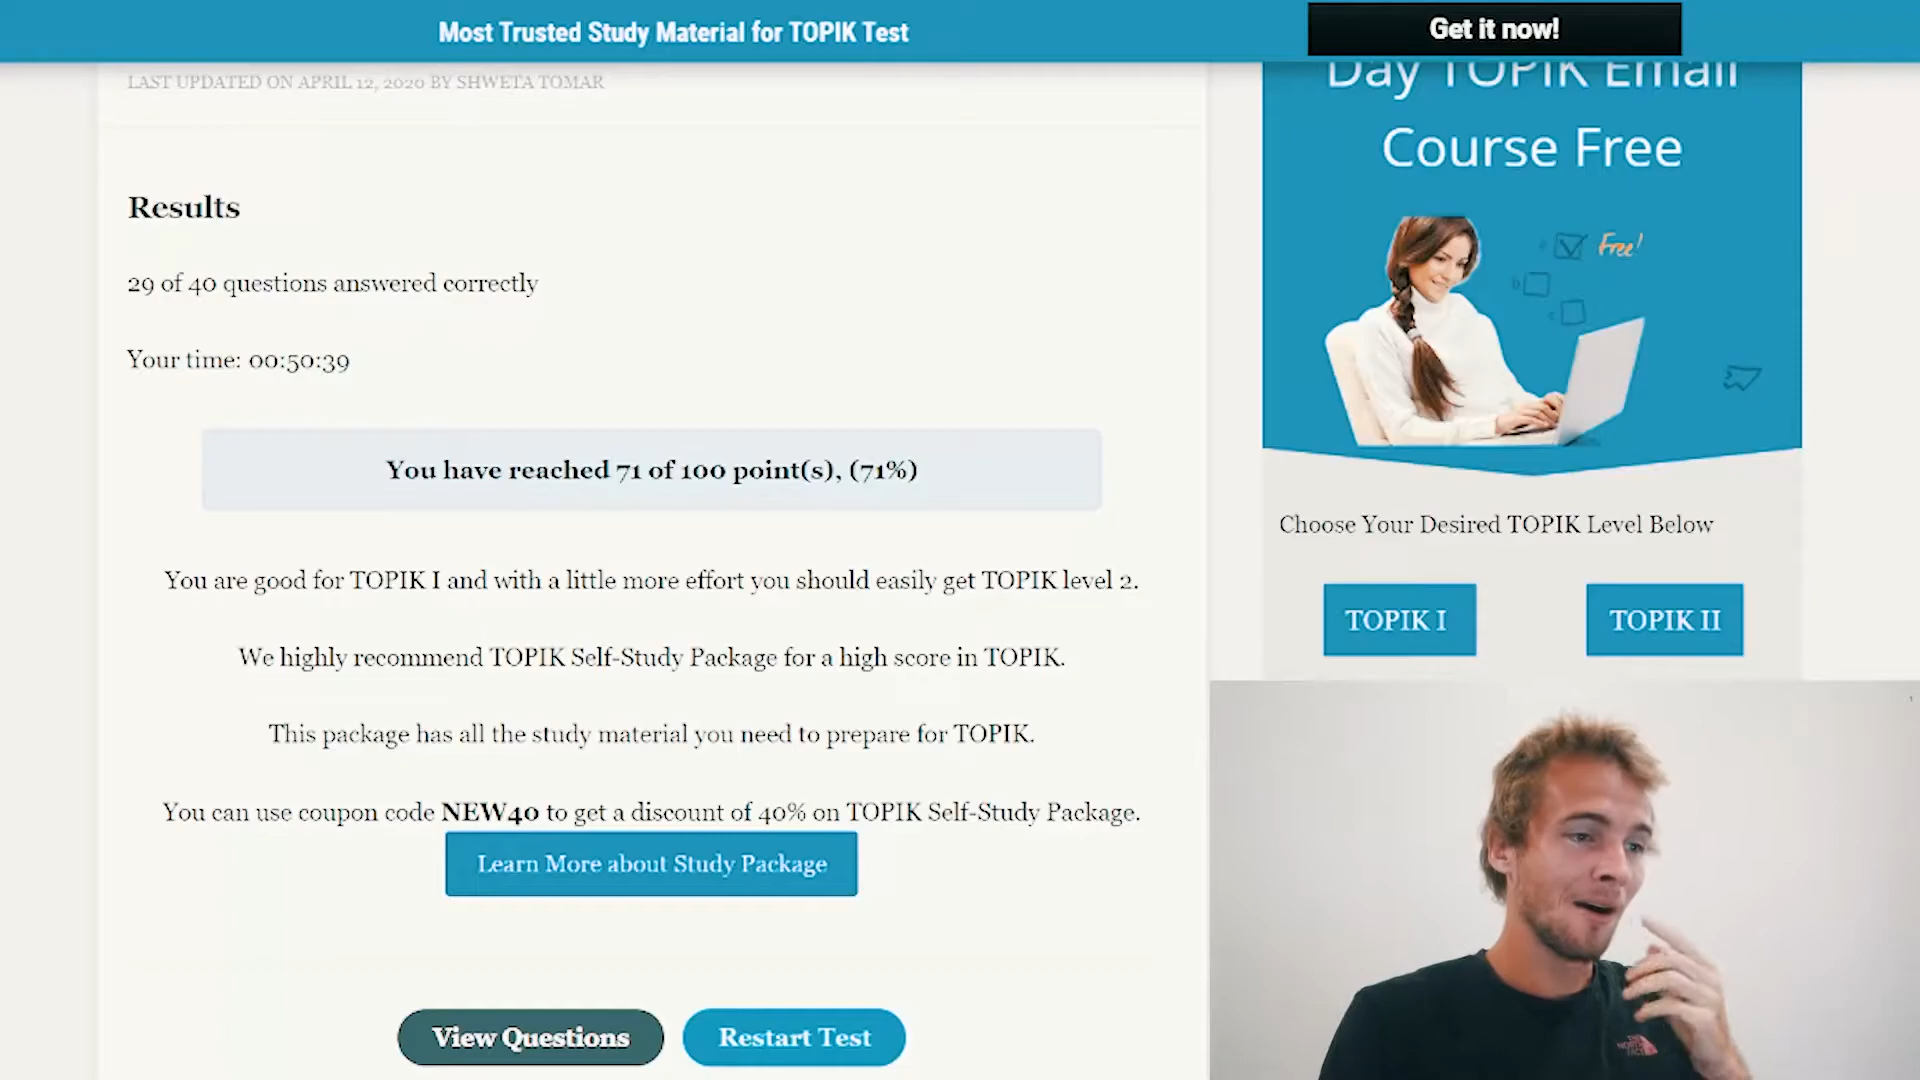 Most Trusted Study Material for TOPIK Test
Get it now!
LAST UPDATED ON APRIL 12, 2020 BY SHWETA TOMAR
Results
29 of 40 questions answered correctly
Your time: 00:50:39
You have reached 71 of 100 point(s), (71%)
You are good for TOPIK I and with a little more effort you should easily get TOPIK level 2.
We highly recommend TOPIK Self-Study Package for a high score in TOPIK.
This package has all the study material you need to prepare for TOPIK.
You can use coupon code NEW40 to get a discount of 40% on TOPIK Self-Study Package.
Learn More about Study Package
View Questions
Restart Test
Day TOPIK Email
Course Free
Free!
Choose Your Desired TOPIK Level Below
TOPIK I
TOPIK II
THE NORTH FACE